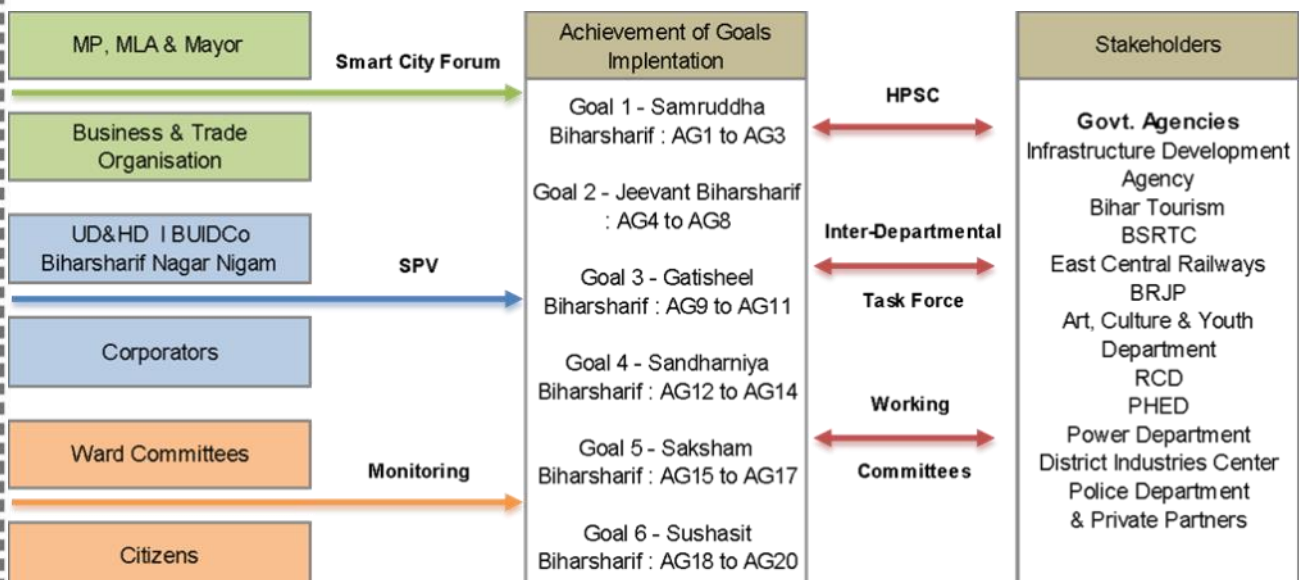 MP, MLA & Mayor
Smart City Forum
Business & Trade
Organisation
UD&HD I BUIDCo
Biharsharif Nagar Nigam
SPV
Corporators
Ward Committees
Monitoring
Citizens
Achievement of Goals
Implentation
Goal 1 - Samruddha
Biharsharif : AG1 to AG3
Goal 2 - Jeevant Biharsharif
: AG4 to AG8
Goal 3 - Gatisheel
Biharsharif : AG9 to AG11
Goal 4 - Sandharniya
Biharsharif : AG12 to AG14
Goal 5 - Saksham
Biharsharif : AG15 to AG17
Goal 6 - Sushasit
Biharsharif : AG18 to AG20
HPSC
Inter-Departmental
Task Force
Working
Committees
Stakeholders
Govt. Agencies
Infrastructure Development
Agency
Bihar Tourism
BSRTC
East Central Railways
BRJP
Art, Culture & Youth
Department
RCD
PHED
Power Department
District Industries Center
Police Department
& Private Partners